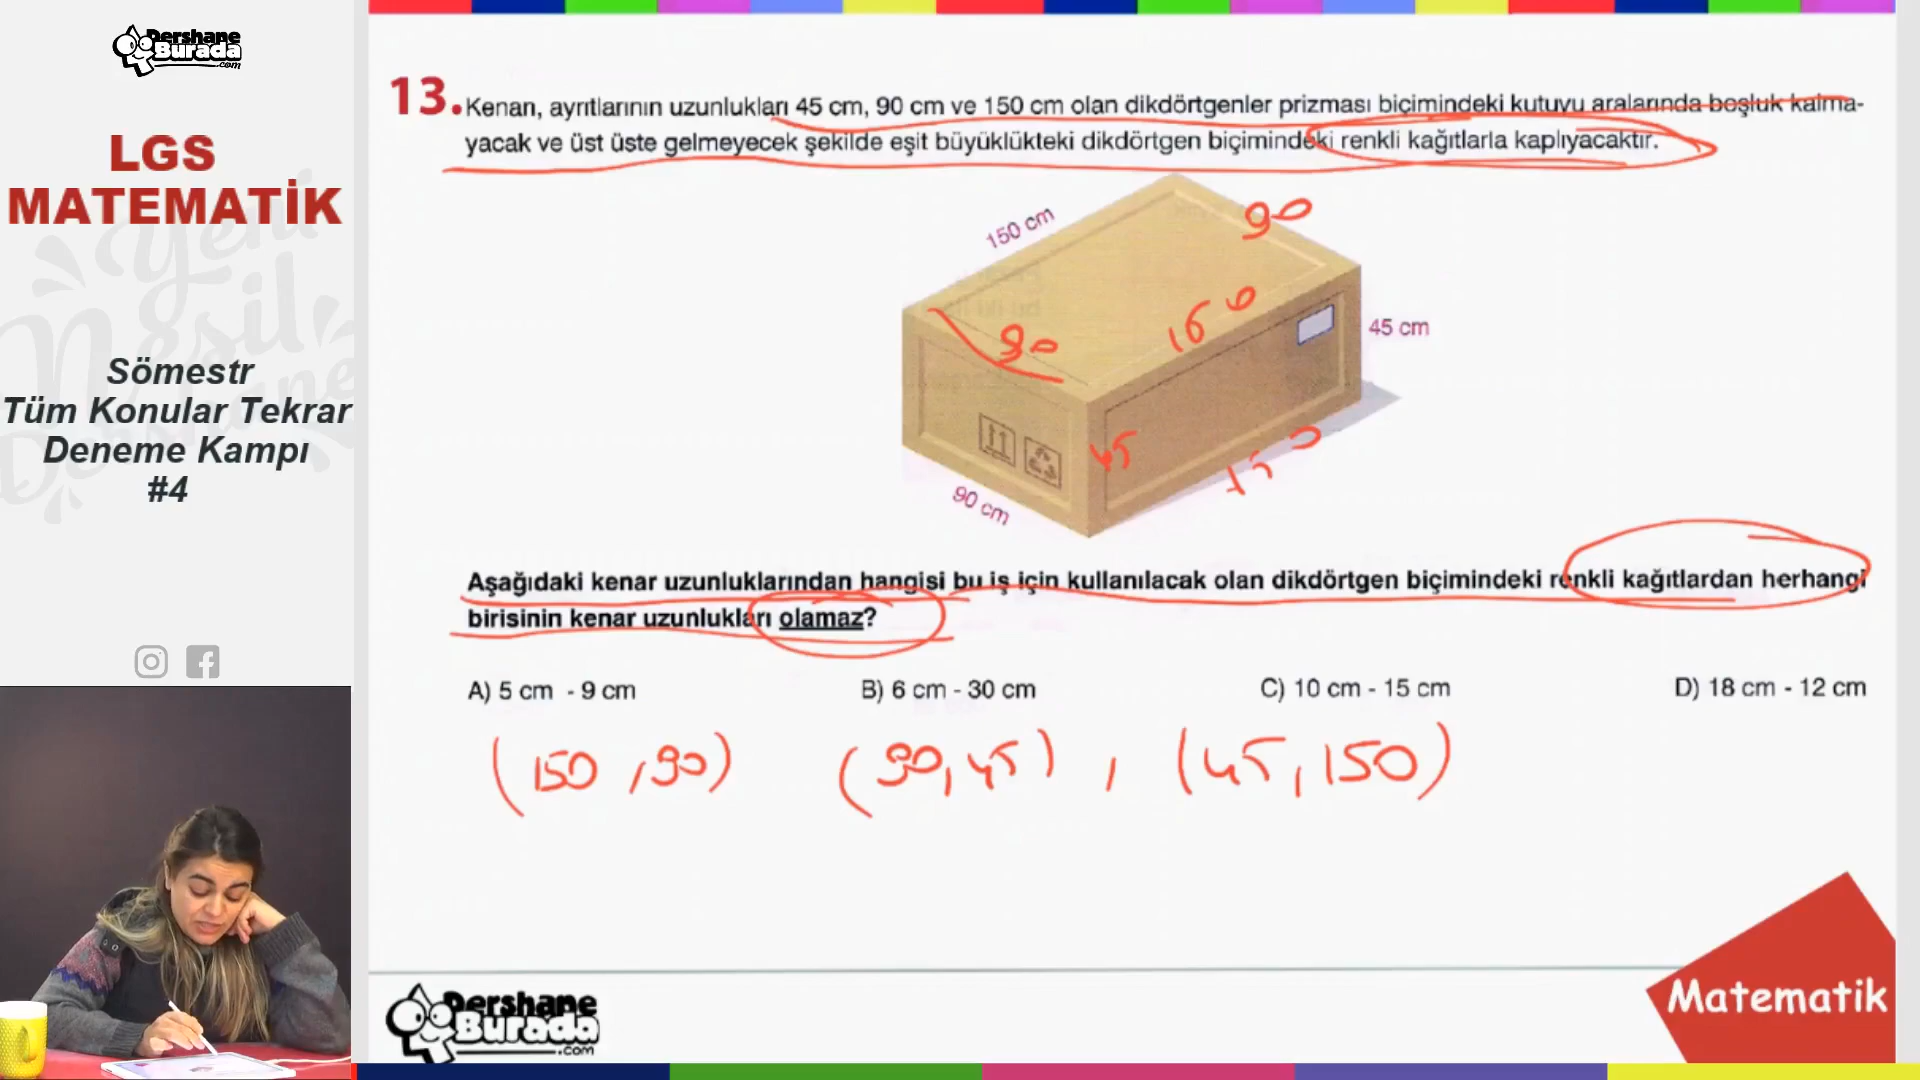 Dershane
Burada
.com
LGS
MATEMATİK
Yeni
Nesil
Dershane
Sömestr
Tüm Konular Tekrar
Deneme Kampı
#4
13. Kenan, ayrıtlarının uzunlukları 45 cm, 90 cm ve 150 cm olan dikdörtgenler prizması biçimindeki kutuyu aralarında boşluk kalma-
yacak ve üst üste gelmeyecek şekilde eşit büyüklükteki dikdörtgen biçimindeki renkli kağıtlarla kaplıyacaktır.
150 cm
90
90
150
45 cm
45
150
90 cm
Aşağıdaki kenar uzunluklarından hangisi bu iş için kullanılacak olan dikdörtgen biçimindeki renkli kağıtlardan herhangi
birisinin kenar uzunlukları olamaz?
A) 5 cm - 9 cm
B) 6 cm - 30 cm
C) 10 cm - 15 cm
D) 18 cm - 12 cm
(150 , 90) (90, 45) , (45, 150)
Dershane
Burada
.com
Matematik